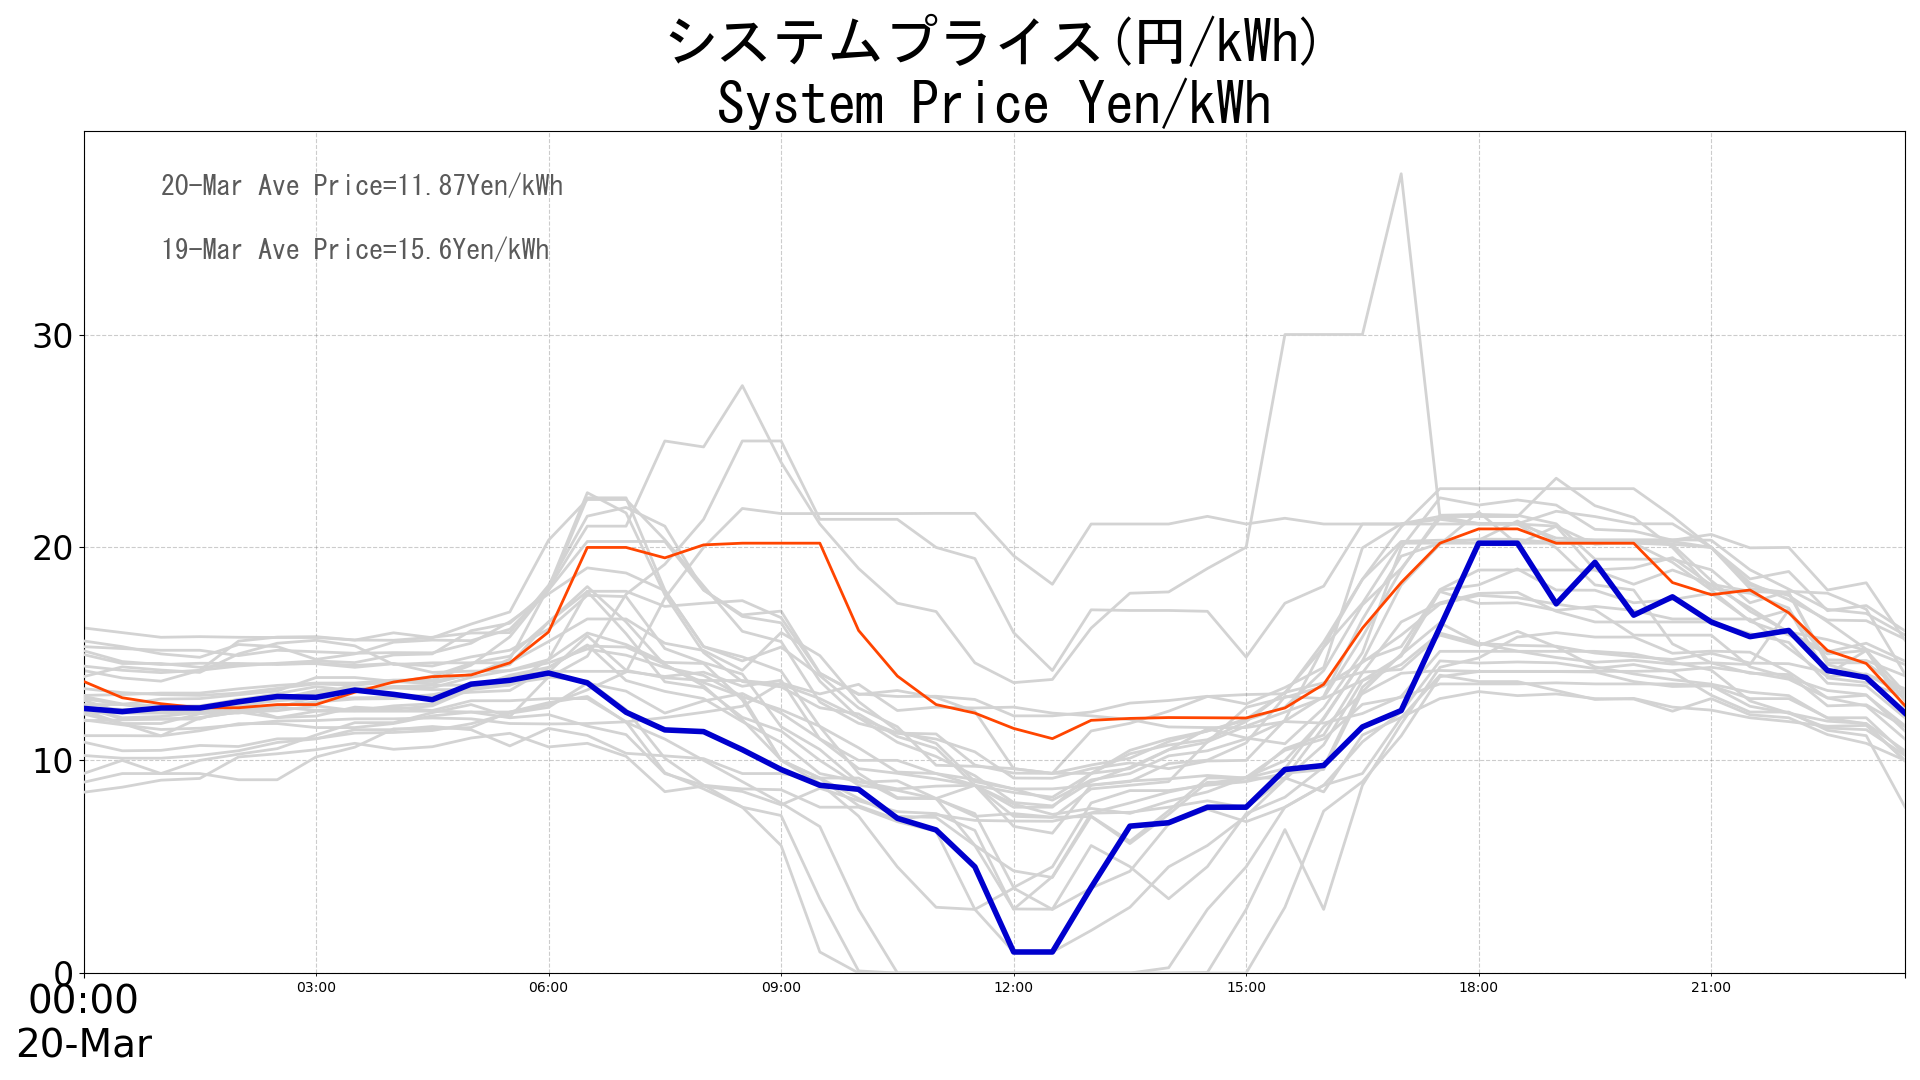 システムプライス(円/kWh)
System Price Yen/kWh
20-Mar Ave Price=11.87Yen/kWh
19-Mar Ave Price=15.6Yen/kWh
30
20
10
0
00:00 03:00 06:00 09:00 12:00 15:00 18:00 21:00
20-Mar